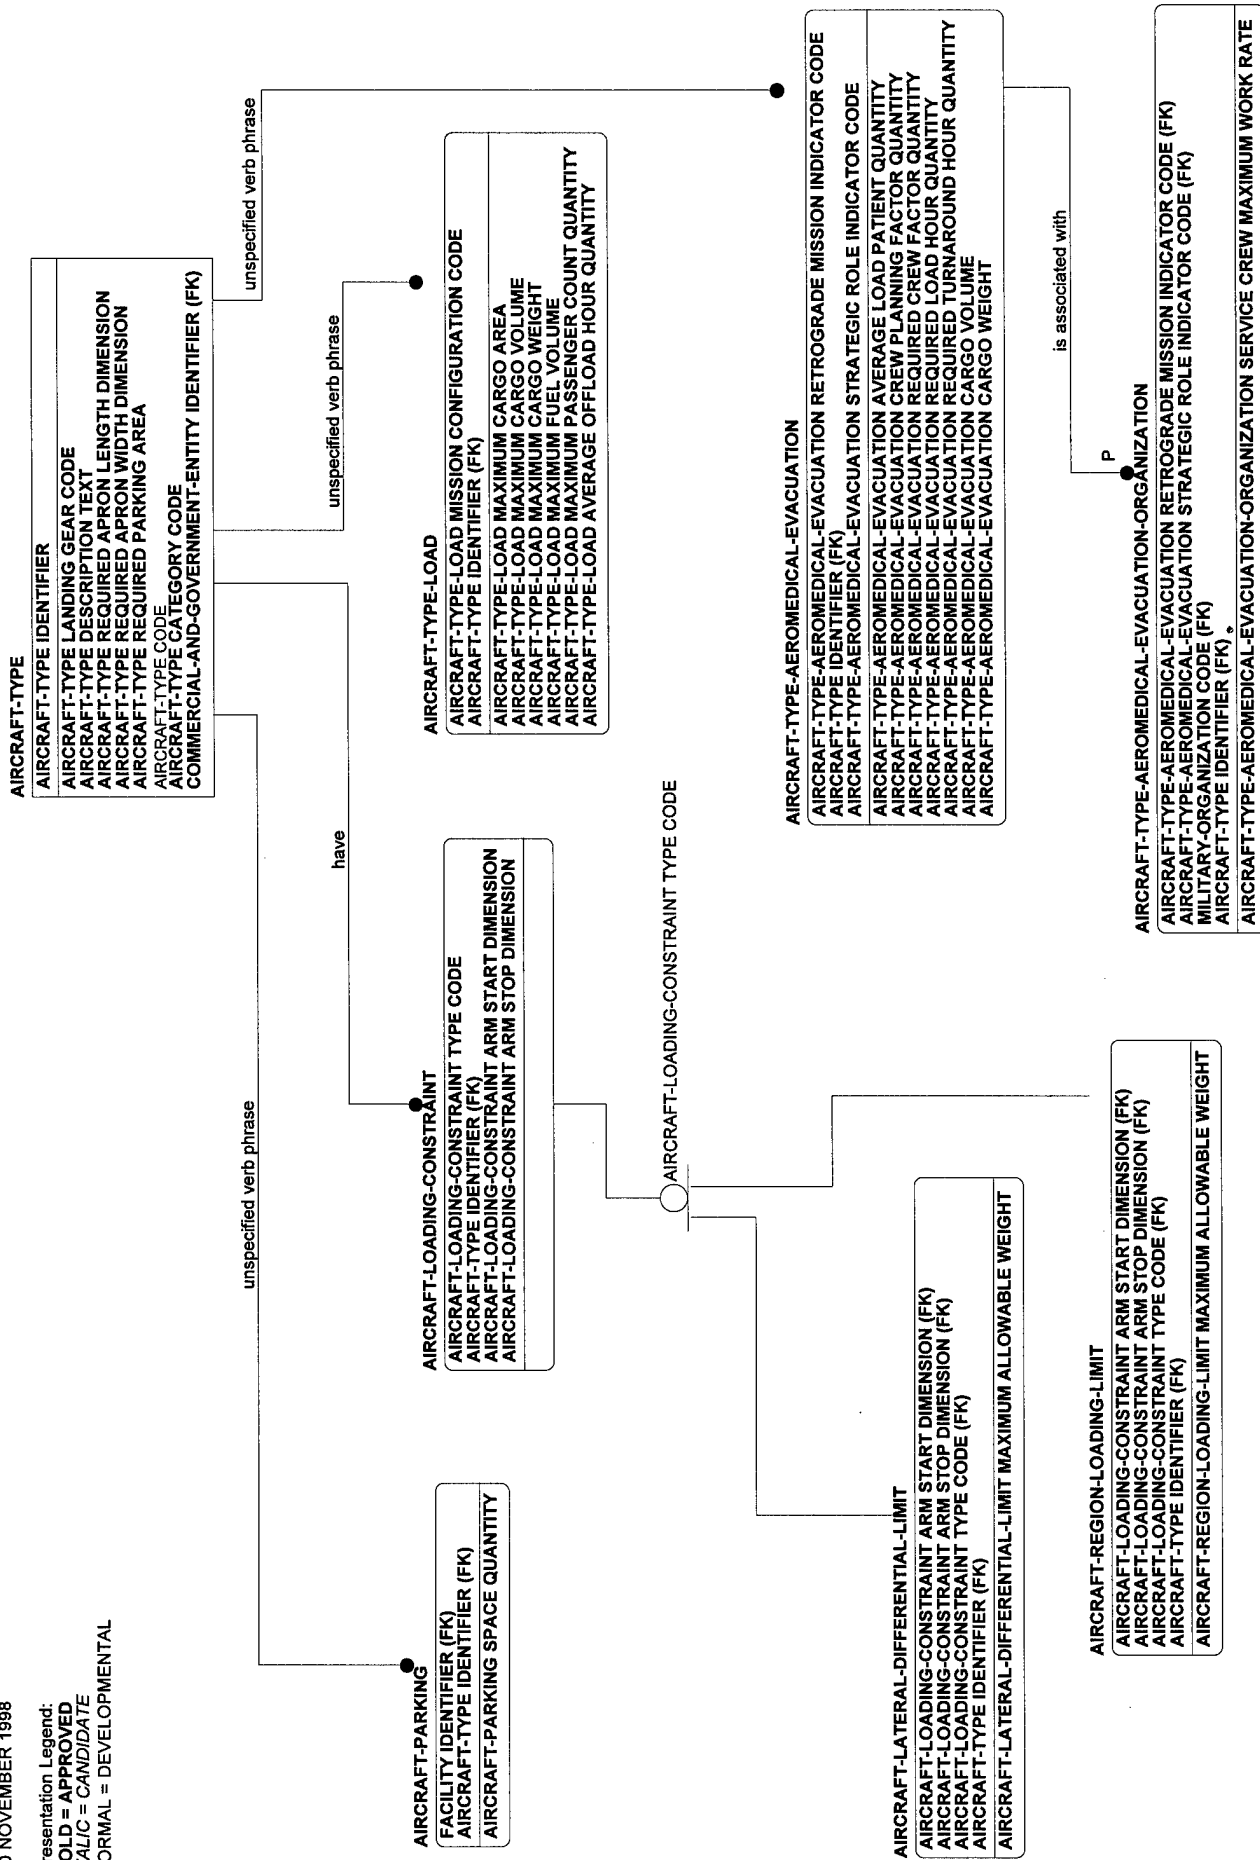 NOVEMBER 1998
resentation Legend:
OLD = APPROVED
TALIC = CANDIDATE
ORMAL = DEVELOPMENTAL
AIRCRAFT-TYPE
AIRCRAFT-TYPE IDENTIFIER
AIRCRAFT-TYPE LANDING GEAR CODE
AIRCRAFT-TYPE DESCRIPTION TEXT
AIRCRAFT-TYPE REQUIRED APRON LENGTH DIMENSION
AIRCRAFT-TYPE REQUIRED APRON WIDTH DIMENSION
AIRCRAFT-TYPE REQUIRED PARKING AREA
AIRCRAFT-TYPE CODE
AIRCRAFT-TYPE CATEGORY CODE
COMMERCIAL-AND-GOVERNMENT-ENTITY IDENTIFIER (FK)
unspecified verb phrase
have
unspecified verb phrase
unspecified verb phrase
AIRCRAFT-PARKING
FACILITY IDENTIFIER (FK)
AIRCRAFT-TYPE IDENTIFIER (FK)
AIRCRAFT-PARKING SPACE QUANTITY
AIRCRAFT-LOADING-CONSTRAINT
AIRCRAFT-LOADING-CONSTRAINT TYPE CODE
AIRCRAFT-TYPE IDENTIFIER (FK)
AIRCRAFT-LOADING-CONSTRAINT ARM START DIMENSION
AIRCRAFT-LOADING-CONSTRAINT ARM STOP DIMENSION
AIRCRAFT-TYPE-LOAD
AIRCRAFT-TYPE-LOAD MISSION CONFIGURATION CODE
AIRCRAFT-TYPE IDENTIFIER (FK)
AIRCRAFT-TYPE-LOAD MAXIMUM CARGO AREA
AIRCRAFT-TYPE-LOAD MAXIMUM CARGO VOLUME
AIRCRAFT-TYPE-LOAD MAXIMUM CARGO WEIGHT
AIRCRAFT-TYPE-LOAD MAXIMUM FUEL VOLUME
AIRCRAFT-TYPE-LOAD MAXIMUM PASSENGER COUNT QUANTITY
AIRCRAFT-TYPE-LOAD AVERAGE OFFLOAD HOUR QUANTITY
AIRCRAFT-LOADING-CONSTRAINT TYPE CODE
AIRCRAFT-TYPE-AEROMEDICAL-EVACUATION
AIRCRAFT-TYPE-AEROMEDICAL-EVACUATION RETROGRADE MISSION INDICATOR CODE
AIRCRAFT-TYPE IDENTIFIER (FK)
AIRCRAFT-TYPE-AEROMEDICAL-EVACUATION STRATEGIC ROLE INDICATOR CODE
AIRCRAFT-TYPE-AEROMEDICAL-EVACUATION AVERAGE LOAD PATIENT QUANTITY
AIRCRAFT-TYPE-AEROMEDICAL-EVACUATION CREW PLANNING FACTOR QUANTITY
AIRCRAFT-TYPE-AEROMEDICAL-EVACUATION REQUIRED CREW FACTOR QUANTITY
AIRCRAFT-TYPE-AEROMEDICAL-EVACUATION REQUIRED LOAD HOUR QUANTITY
AIRCRAFT-TYPE-AEROMEDICAL-EVACUATION REQUIRED TURNAROUND HOUR QUANTITY
AIRCRAFT-TYPE-AEROMEDICAL-EVACUATION CARGO VOLUME
AIRCRAFT-TYPE-AEROMEDICAL-EVACUATION CARGO WEIGHT
AIRCRAFT-LATERAL-DIFFERENTIAL-LIMIT
AIRCRAFT-LOADING-CONSTRAINT ARM START DIMENSION (FK)
AIRCRAFT-LOADING-CONSTRAINT ARM STOP DIMENSION (FK)
AIRCRAFT-LOADING-CONSTRAINT TYPE CODE (FK)
AIRCRAFT-TYPE IDENTIFIER (FK)
AIRCRAFT-LATERAL-DIFFERENTIAL-LIMIT MAXIMUM ALLOWABLE WEIGHT
is associated with
P
AIRCRAFT-REGION-LOADING-LIMIT
AIRCRAFT-LOADING-CONSTRAINT ARM START DIMENSION (FK)
AIRCRAFT-LOADING-CONSTRAINT ARM STOP DIMENSION (FK)
AIRCRAFT-LOADING-CONSTRAINT TYPE CODE (FK)
AIRCRAFT-TYPE IDENTIFIER (FK)
AIRCRAFT-REGION-LOADING-LIMIT MAXIMUM ALLOWABLE WEIGHT
AIRCRAFT-TYPE-AEROMEDICAL-EVACUATION-ORGANIZATION
AIRCRAFT-TYPE-AEROMEDICAL-EVACUATION RETROGRADE MISSION INDICATOR CODE (FK)
AIRCRAFT-TYPE-AEROMEDICAL-EVACUATION STRATEGIC ROLE INDICATOR CODE (FK)
MILITARY-ORGANIZATION CODE (FK)
AIRCRAFT-TYPE IDENTIFIER (FK)
AIRCRAFT-TYPE-AEROMEDICAL-EVACUATION-ORGANIZATION SERVICE CREW MAXIMUM WORK RATE